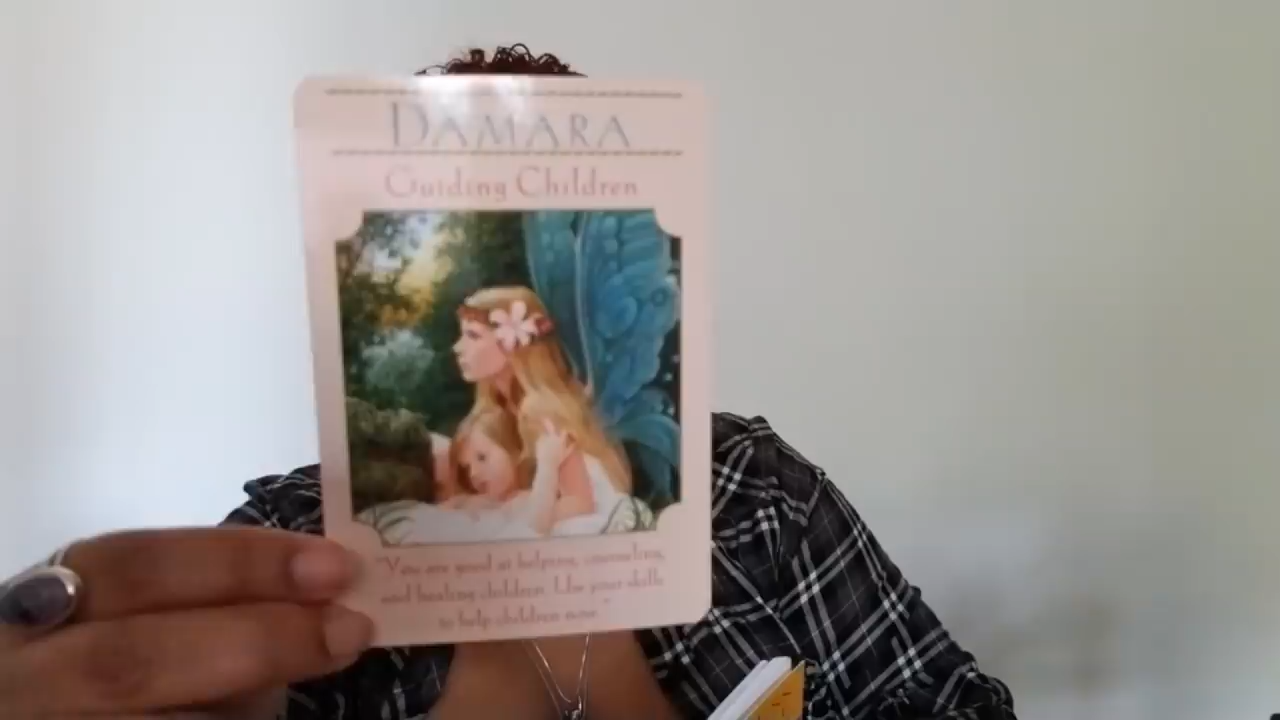 DAMARA
Guiding Children
"You are good at helping, counseling,
and healing children. Use your skills
to help children now."